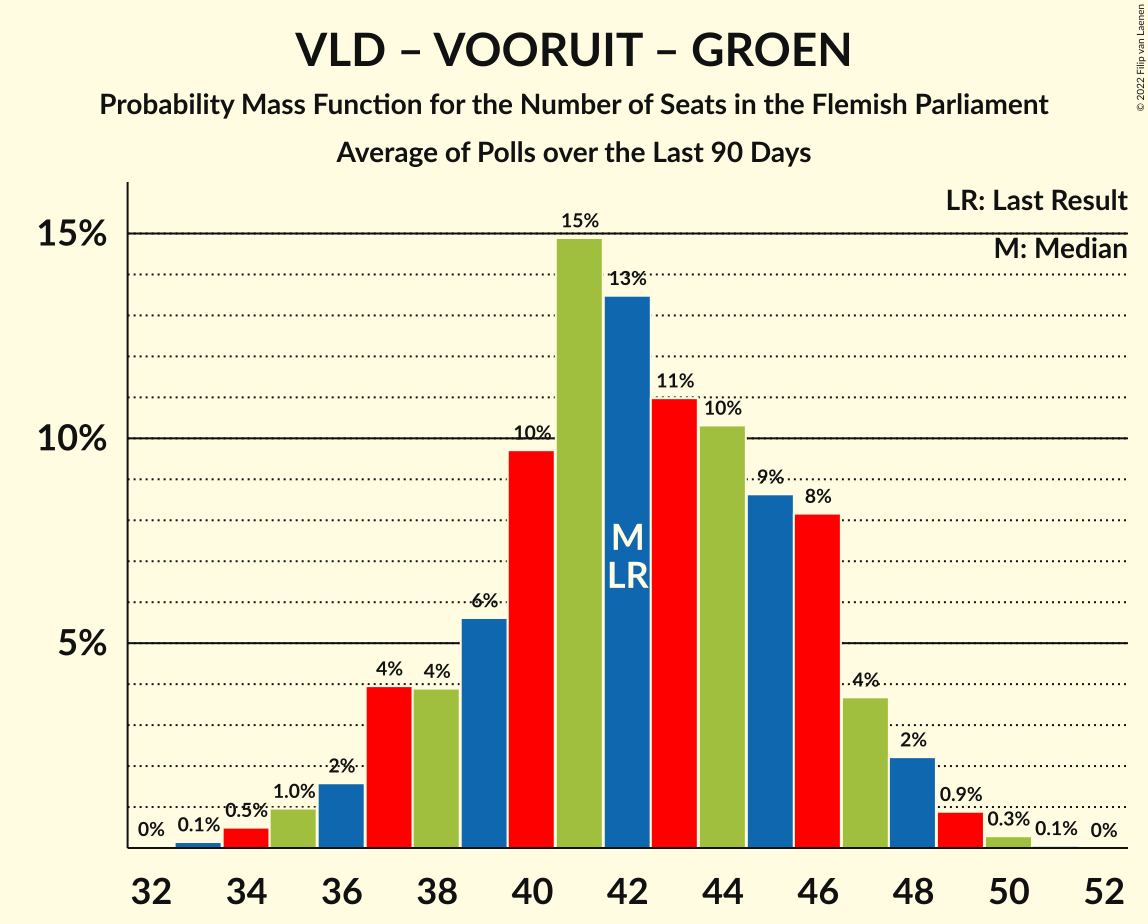 VLD – VOORUIT – GROEN
Probability Mass Function for the Number of Seats in the Flemish Parliament
Average of Polls over the Last 90 Days
© 2022 Filip van Laenen
LR: Last Result
M: Median
15%
10%
5%
0%
0.1%
0.5%
1.0%
2%
4%
4%
6%
10%
15%
13%
11%
10%
9%
8%
4%
2%
0.9%
0.3%
0.1%
0%
M
LR
32 34 36 38 40 42 44 46 48 50 52